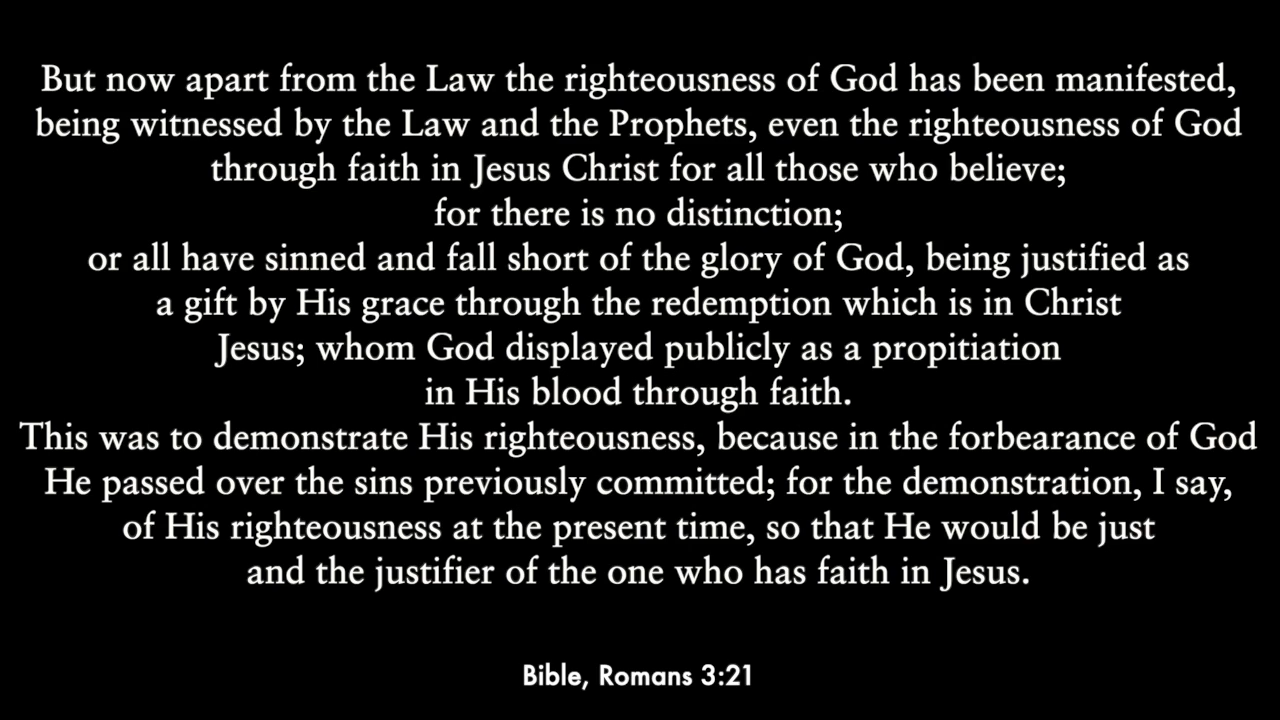 But now apart from the Law the righteousness of God has been manifested,
being witnessed by the Law and the Prophets, even the righteousness of God
through faith in Jesus Christ for all those who believe;
for there is no distinction;
or all have sinned and fall short of the glory of God, being justified as
a gift by His grace through the redemption which is in Christ
Jesus; whom God displayed publicly as a propitiation
in His blood through faith.
This was to demonstrate His righteousness, because in the forbearance of God
He passed over the sins previously committed; for the demonstration, I say,
of His righteousness at the present time, so that He would be just
and the justifier of the one who has faith in Jesus.
Bible, Romans 3:21